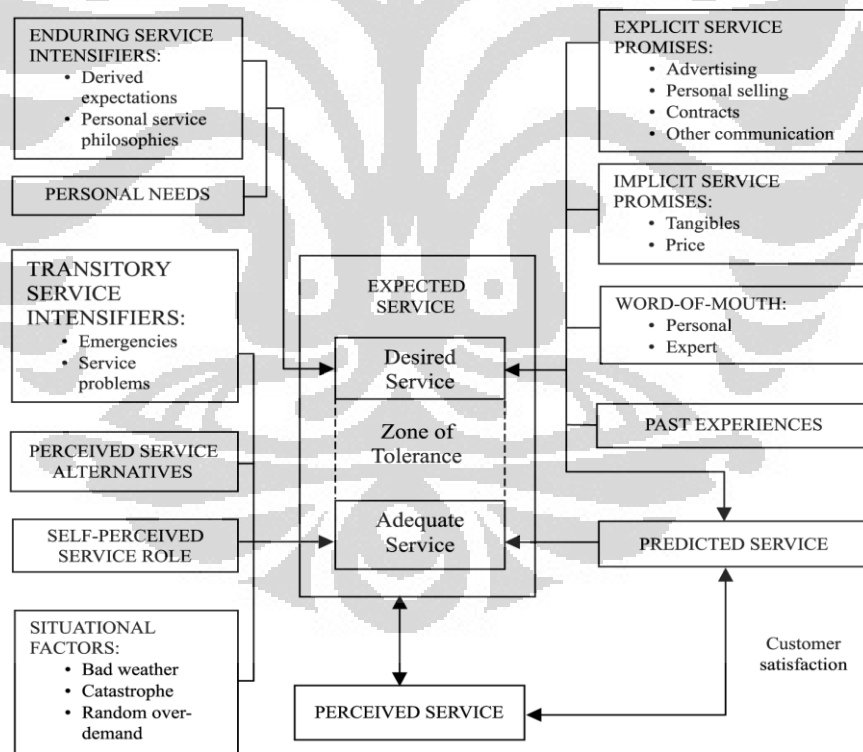 ENDURING SERVICE
INTENSIFIERS:
• Derived
expectations
• Personal service
philosophies
PERSONAL NEEDS
TRANSITORY
SERVICE
INTENSIFIERS:
• Emergencies
• Service
problems
PERCEIVED SERVICE
ALTERNATIVES
SELF-PERCEIVED
SERVICE ROLE
SITUATIONAL
FACTORS:
• Bad weather
• Catastrophe
• Random over-
demand
EXPECTED
SERVICE
Desired
Service
Zone of
Tolerance
Adequate
Service
PERCEIVED SERVICE
EXPLICIT SERVICE
PROMISES:
• Advertising
• Personal selling
• Contracts
• Other communication
IMPLICIT SERVICE
PROMISES:
• Tangibles
• Price
WORD-OF-MOUTH:
• Personal
• Expert
PAST EXPERIENCES
PREDICTED SERVICE
Customer
satisfaction